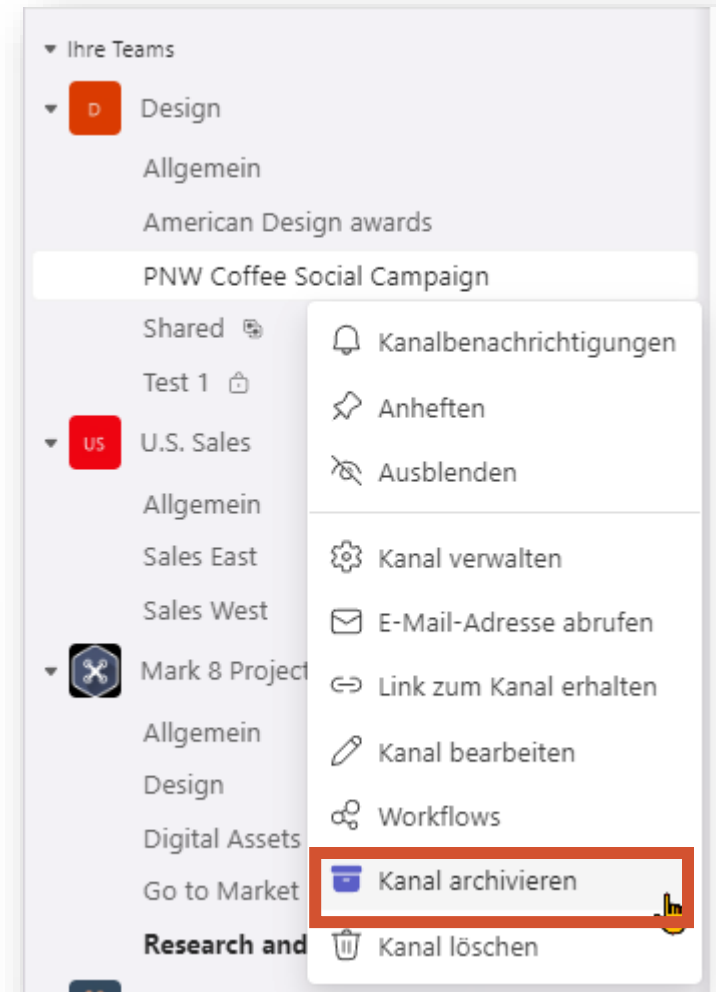 Ihre Teams
D Design
Allgemein
American Design awards
PNW Coffee Social Campaign
Shared
Test 1
US U.S. Sales
Allgemein
Sales East
Sales West
Mark 8 Project
Allgemein
Design
Digital Assets
Go to Market
Research and
Kanalbenachrichtigungen
Anheften
Ausblenden
Kanal verwalten
E-Mail-Adresse abrufen
Link zum Kanal erhalten
Kanal bearbeiten
Workflows
Kanal archivieren
Kanal löschen